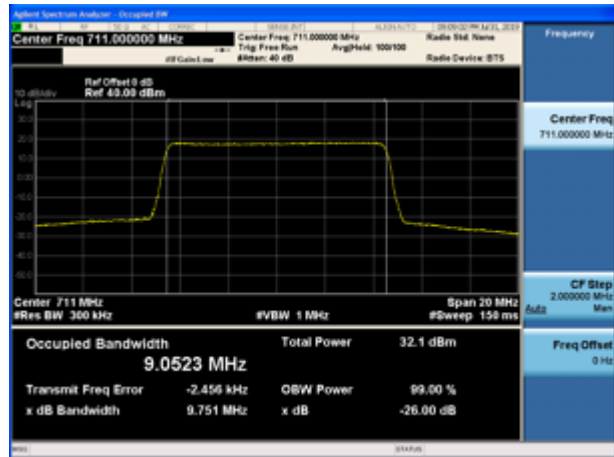 Agilent Spectrum Analyzer - Occupied BW
Center Freq 711.000000 MHz
#IFGain:Low
Center Freq: 711.000000 MHz
Trig: Free Run
Avg|Hold: 100/100
#Atten: 40 dB
Radio Std: None
Radio Device: BTS
10 dB/div
Log
Ref Offset 0 dB
Ref 40.00 dBm
30.0
20.0
10.0
0.00
-10.0
-20.0
-30.0
-40.0
-50.0
Center 711 MHz
#Res BW 300 kHz
#VBW 1 MHz
Span 20 MHz
#Sweep 150 ms
Occupied Bandwidth
9.0523 MHz
Total Power 32.1 dBm
Transmit Freq Error -2.456 kHz
OBW Power 99.00 %
x dB Bandwidth 9.751 MHz
x dB -26.00 dB
Frequency
Center Freq
711.000000 MHz
CF Step
2.000000 MHz
Auto Man
Freq Offset
0 Hz
MSG
STATUS